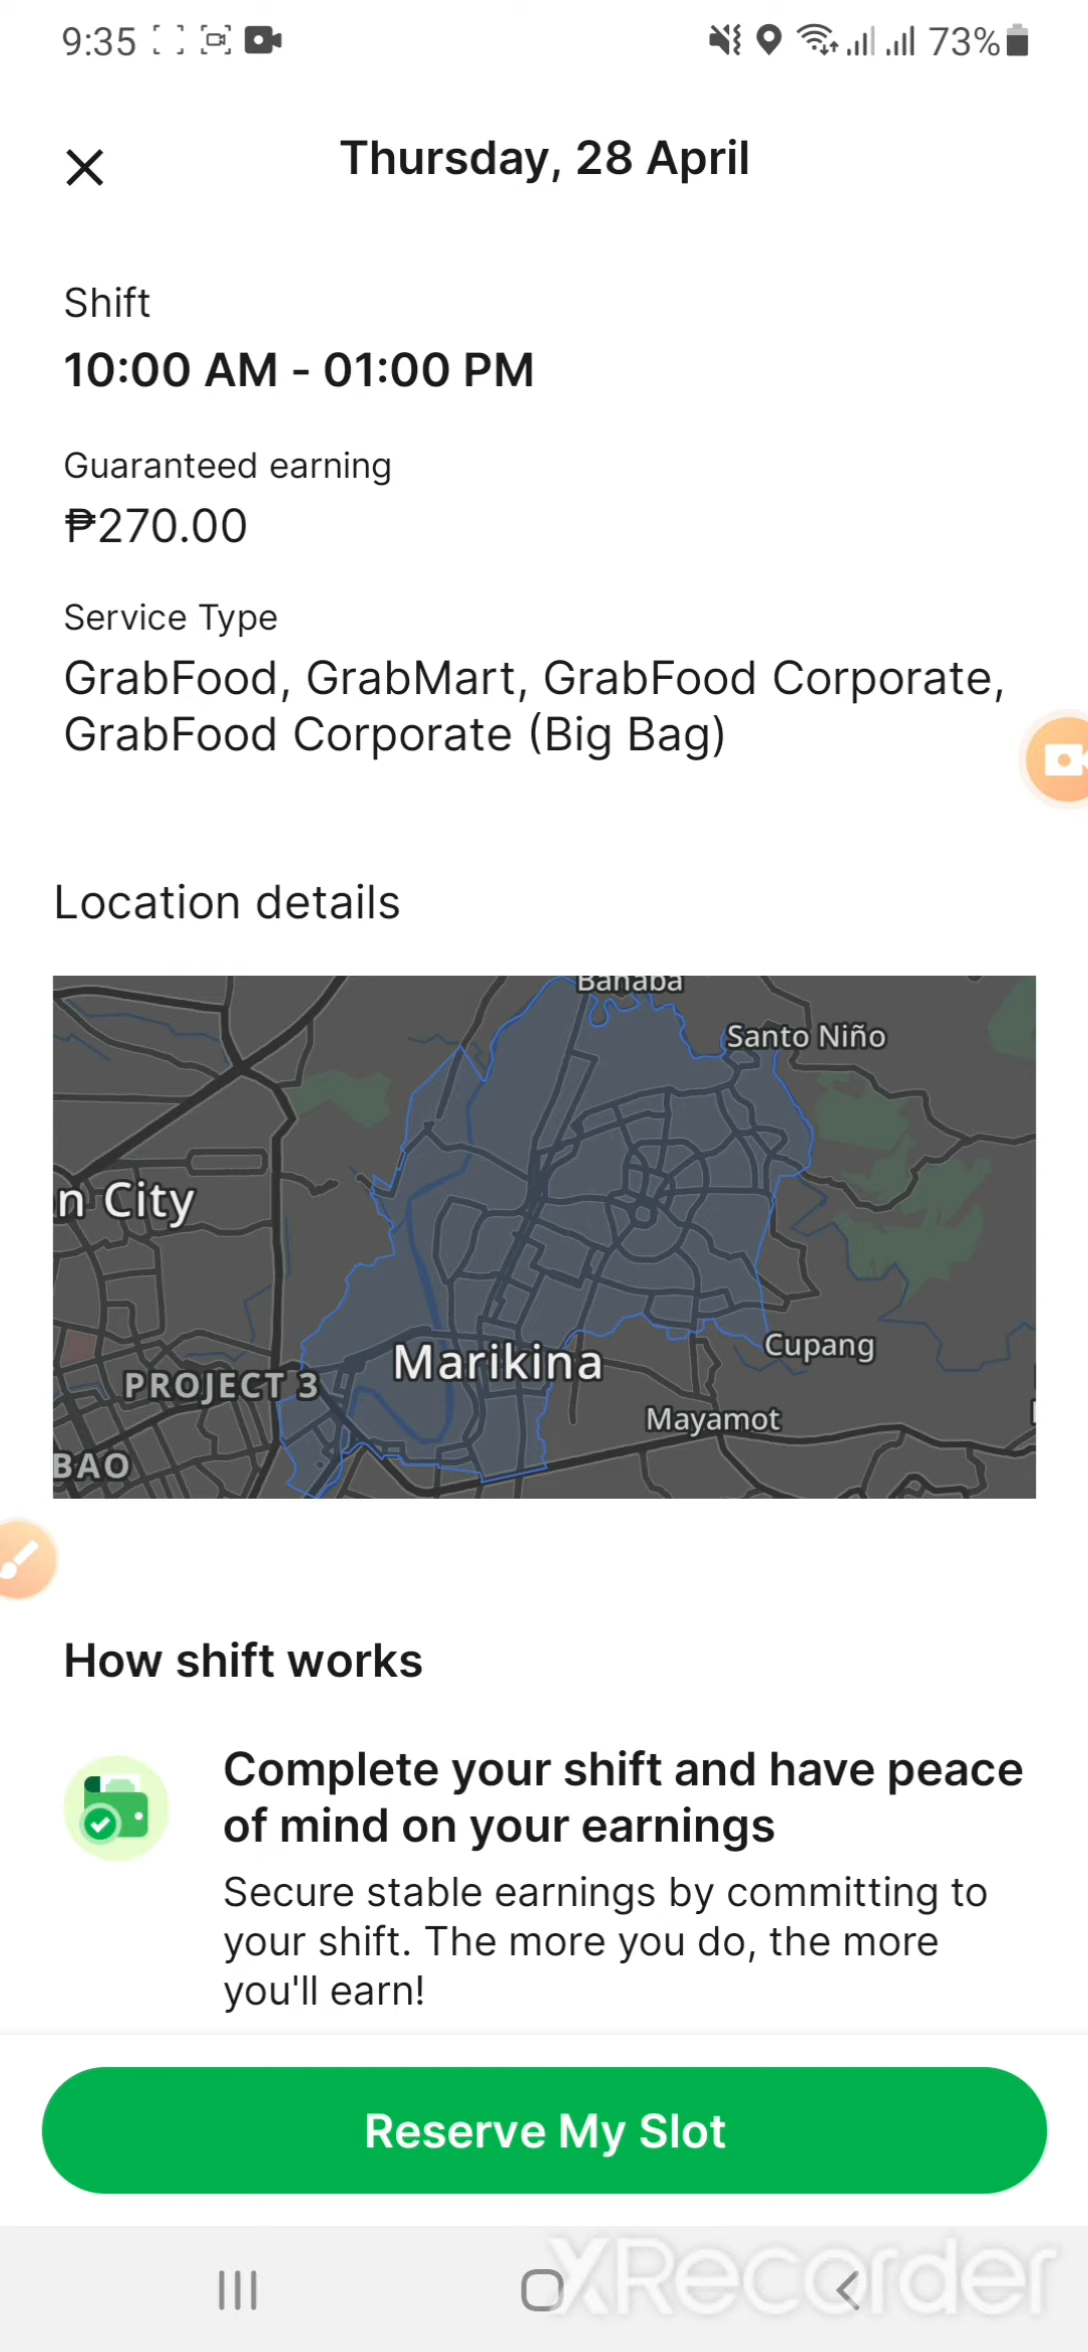 9:35
73%
Thursday, 28 April
Shift
10:00 AM - 01:00 PM
Guaranteed earning
₱270.00
Service Type
GrabFood, GrabMart, GrabFood Corporate,
GrabFood Corporate (Big Bag)
Location details
Banaba
Santo Niño
n City
Marikina
Cupang
PROJECT 3
Mayamot
BAO
How shift works
Complete your shift and have peace
of mind on your earnings
Secure stable earnings by committing to
your shift. The more you do, the more
you'll earn!
Reserve My Slot
XRecorder